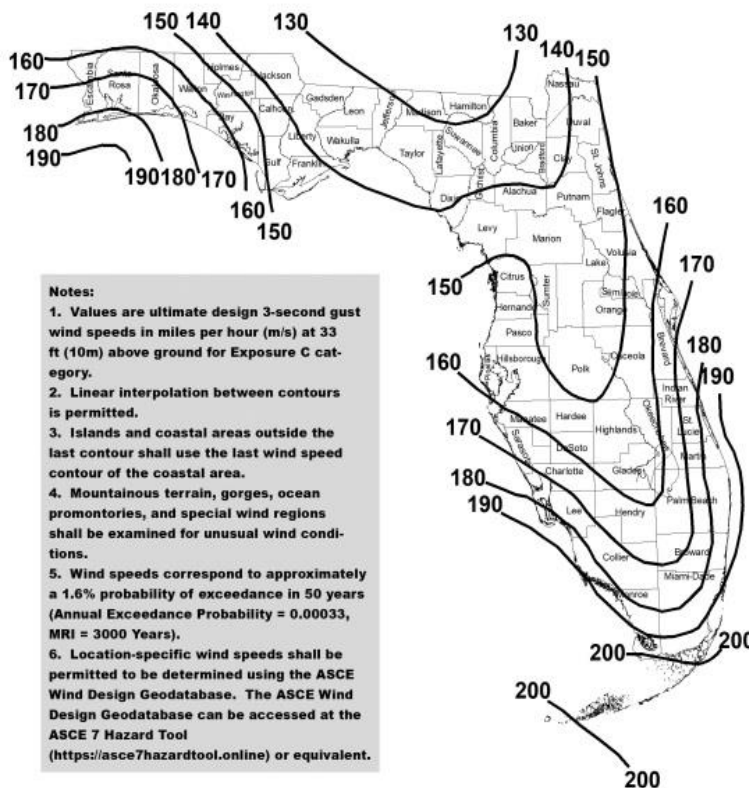 150 140
130
130
140
150
160
170
180
190
190
180
170
160
150
Escambia
Santa
Rosa
Okaloosa
Walton
Holmes
Washington
Bay
Jackson
Calhoun
Gulf
Liberty
Franklin
Gadsden
Leon
Wakulla
Jefferson
Madison
Taylor
Hamilton
Suwannee
Lafayette
Dixie
Columbia
Gilchrist
Baker
Union
Bradford
Alachua
Nassau
Duval
Clay
St. Johns
Putnam
Flagler
Levy
Marion
Volusia
Lake
Citrus
Sumter
Hernando
Pasco
Seminole
Orange
Brevard
Hillsborough
Pinellas
Polk
Osceola
Indian
River
Manatee
Hardee
Highlands
Okeechobee
St.
Lucie
Sarasota
DeSoto
Martin
Charlotte
Glades
Lee
Hendry
Palm Beach
Collier
Broward
Monroe
Miami-Dade
150
160
170
180
190
160
170
180
190
200
200
200
200
Notes:
1. Values are ultimate design 3-second gust
wind speeds in miles per hour (m/s) at 33
ft (10m) above ground for Exposure C cat-
egory.
2. Linear interpolation between contours
is permitted.
3. Islands and coastal areas outside the
last contour shall use the last wind speed
contour of the coastal area.
4. Mountainous terrain, gorges, ocean
promontories, and special wind regions
shall be examined for unusual wind condi-
tions.
5. Wind speeds correspond to approximately
a 1.6% probability of exceedance in 50 years
(Annual Exceedance Probability = 0.00033,
MRI = 3000 Years).
6. Location-specific wind speeds shall be
permitted to be determined using the ASCE
Wind Design Geodatabase. The ASCE Wind
Design Geodatabase can be accessed at the
ASCE 7 Hazard Tool
(https://asce7hazardtool.online) or equivalent.